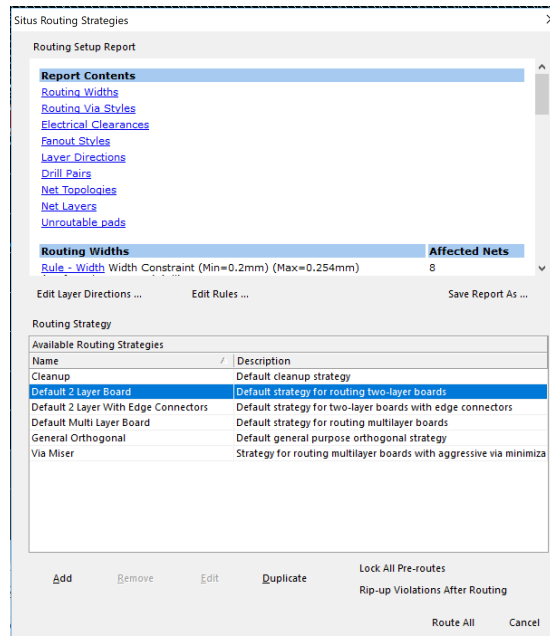 Situs Routing Strategies
Routing Setup Report
Report Contents
Routing Widths
Routing Via Styles
Electrical Clearances
Fanout Styles
Layer Directions
Drill Pairs
Net Topologies
Net Layers
Unroutable pads
Routing Widths Affected Nets
Rule - Width Width Constraint (Min=0.2mm) (Max=0.254mm) 8
Edit Layer Directions ... Edit Rules ... Save Report As ...
Routing Strategy
Available Routing Strategies
Name Description
Cleanup Default cleanup strategy
Default 2 Layer Board Default strategy for routing two-layer boards
Default 2 Layer With Edge Connectors Default strategy for two-layer boards with edge connectors
Default Multi Layer Board Default strategy for routing multilayer boards
General Orthogonal Default general purpose orthogonal strategy
Via Miser Strategy for routing multilayer boards with aggressive via minimiza
Add Remove Edit Duplicate
Lock All Pre-routes
Rip-up Violations After Routing
Route All Cancel